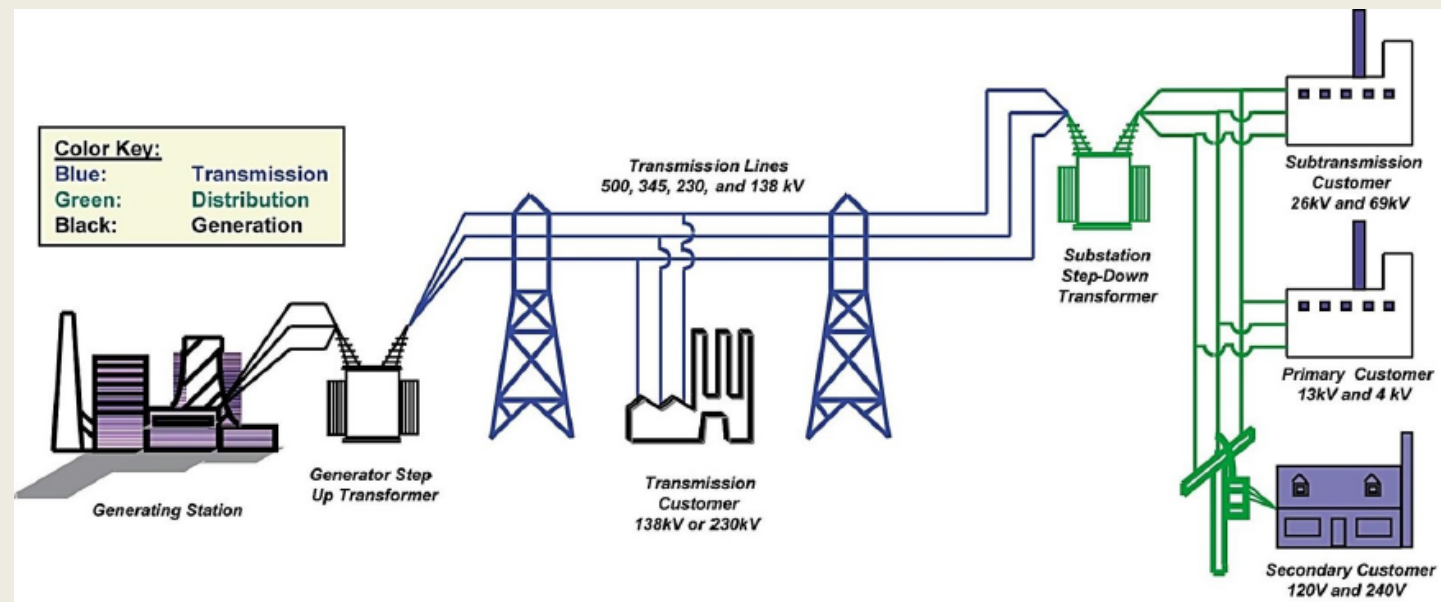 Color Key:
Blue: Transmission
Green: Distribution
Black: Generation
Generating Station
Generator Step
Up Transformer
Transmission Lines
500, 345, 230, and 138 kV
Transmission
Customer
138kV or 230kV
Substation
Step-Down
Transformer
Subtransmission
Customer
26kV and 69kV
Primary Customer
13kV and 4 kV
Secondary Customer
120V and 240V